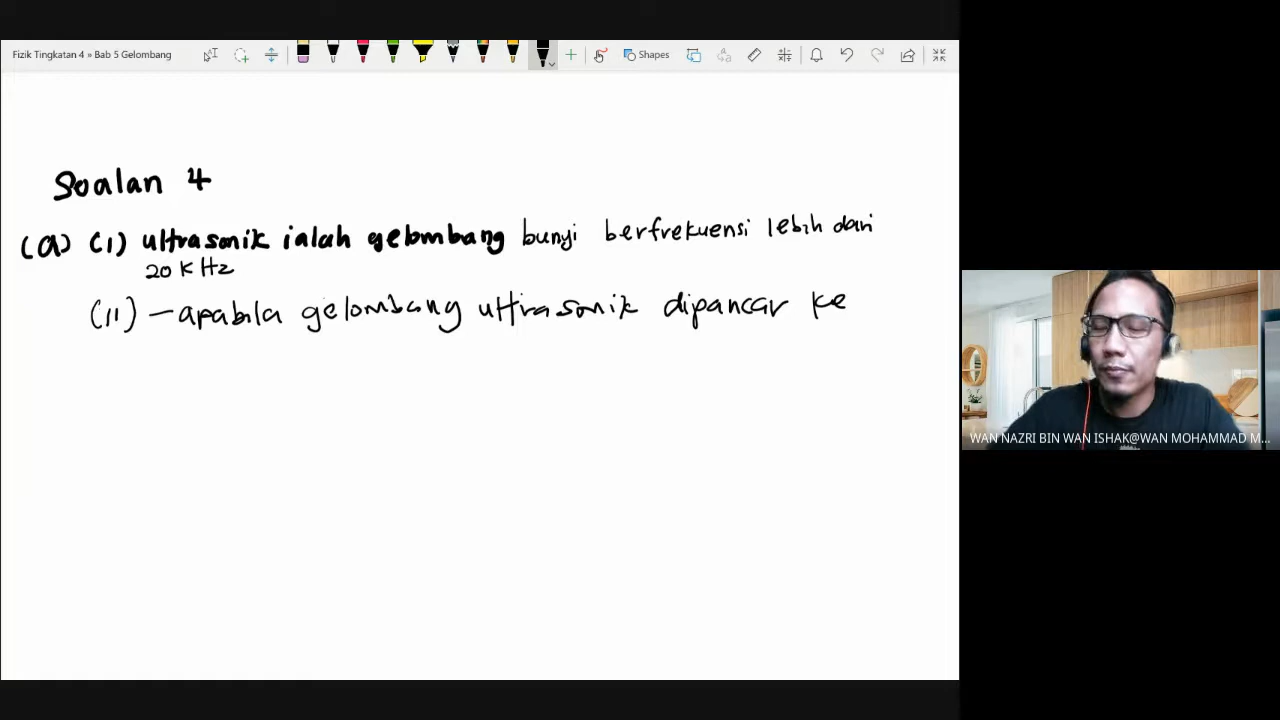 Fizik Tingkatan 4 » Bab 5 Gelombang
Shapes
Soalan 4
(a) (i) ultrasonik ialah gelombang bunyi berfrekuensi lebih dari
20 KHz
(ii) – apabila gelombang ultrasonik dipancar ke
WAN NAZRI BIN WAN ISHAK@WAN MOHAMMAD M...